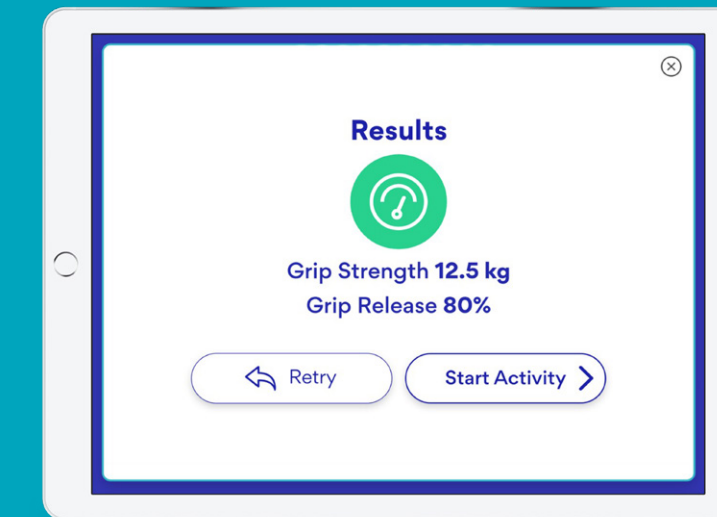 Results
Grip Strength 12.5 kg
Grip Release 80%
Retry
Start Activity